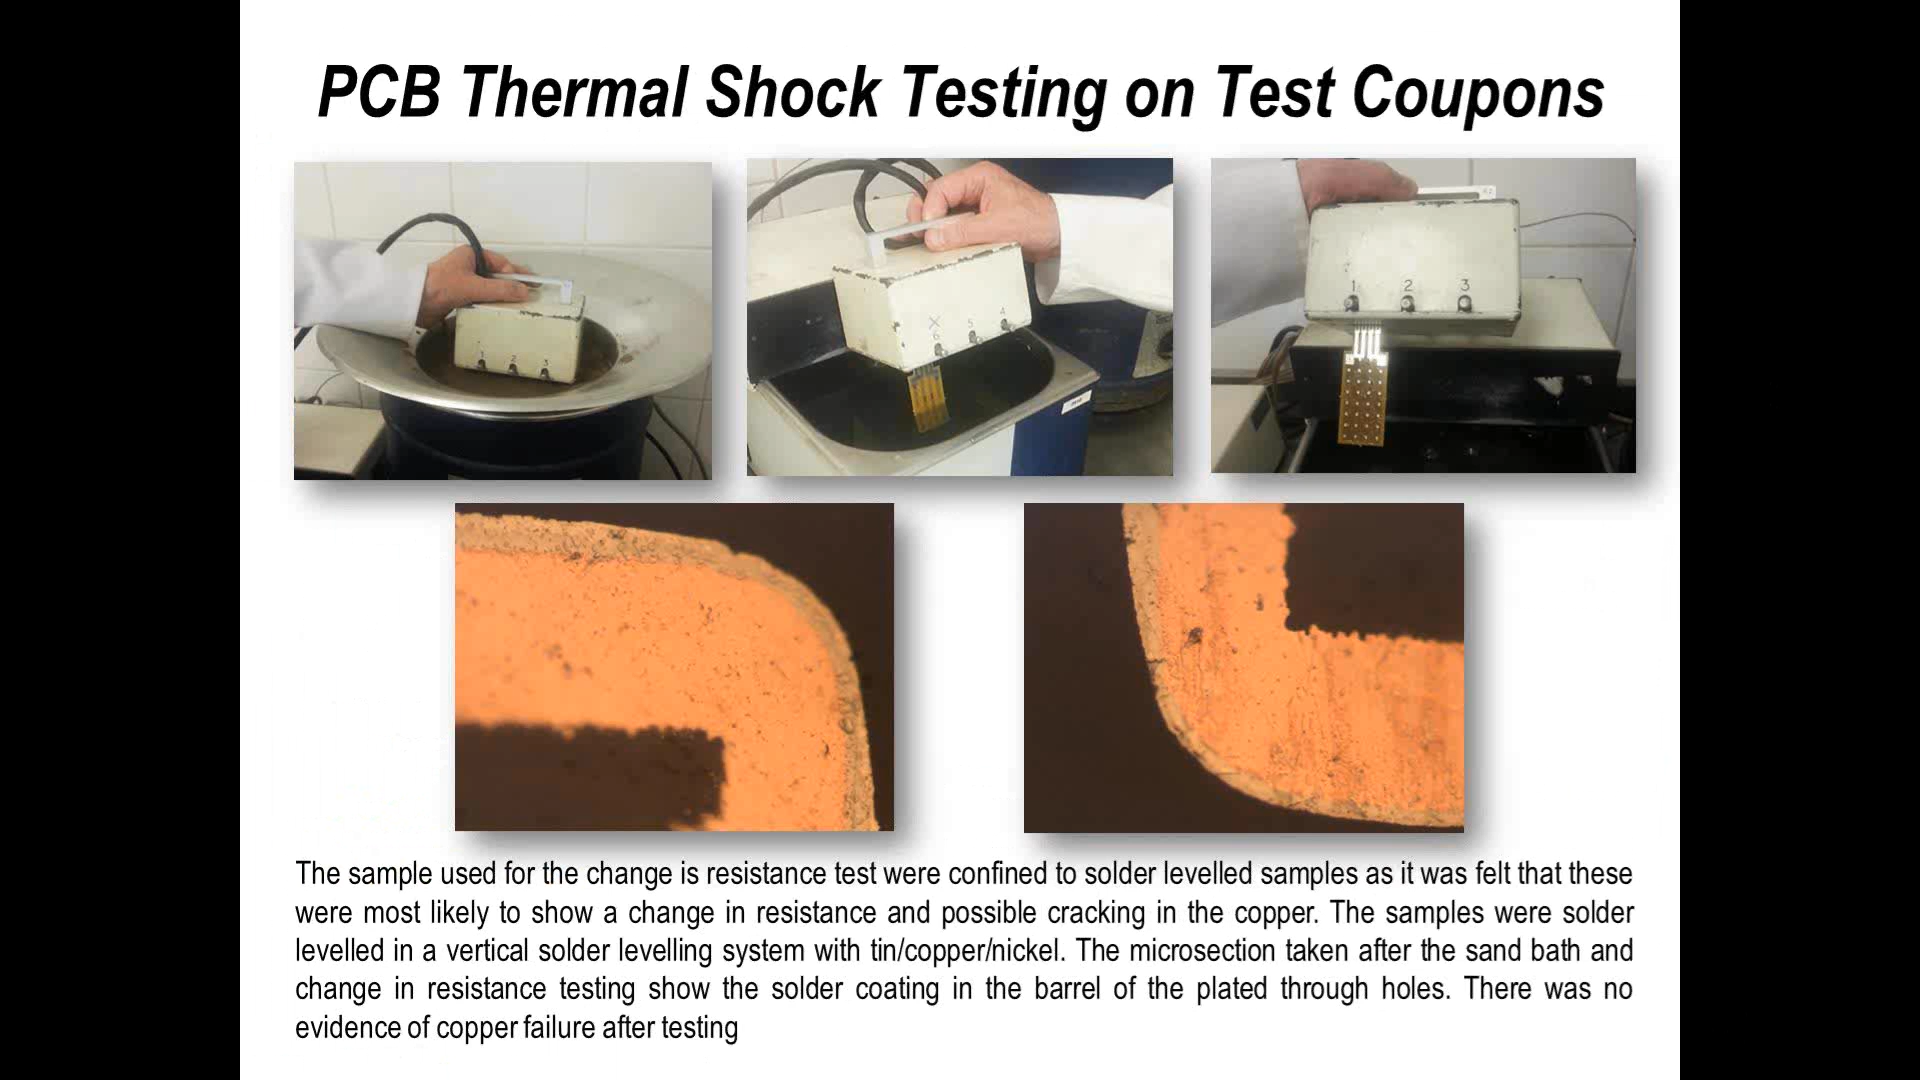 PCB Thermal Shock Testing on Test Coupons
1 2 3
X
6 5 4
1 2 3
The sample used for the change is resistance test were confined to solder levelled samples as it was felt that these
were most likely to show a change in resistance and possible cracking in the copper. The samples were solder
levelled in a vertical solder levelling system with tin/copper/nickel. The microsection taken after the sand bath and
change in resistance testing show the solder coating in the barrel of the plated through holes. There was no
evidence of copper failure after testing